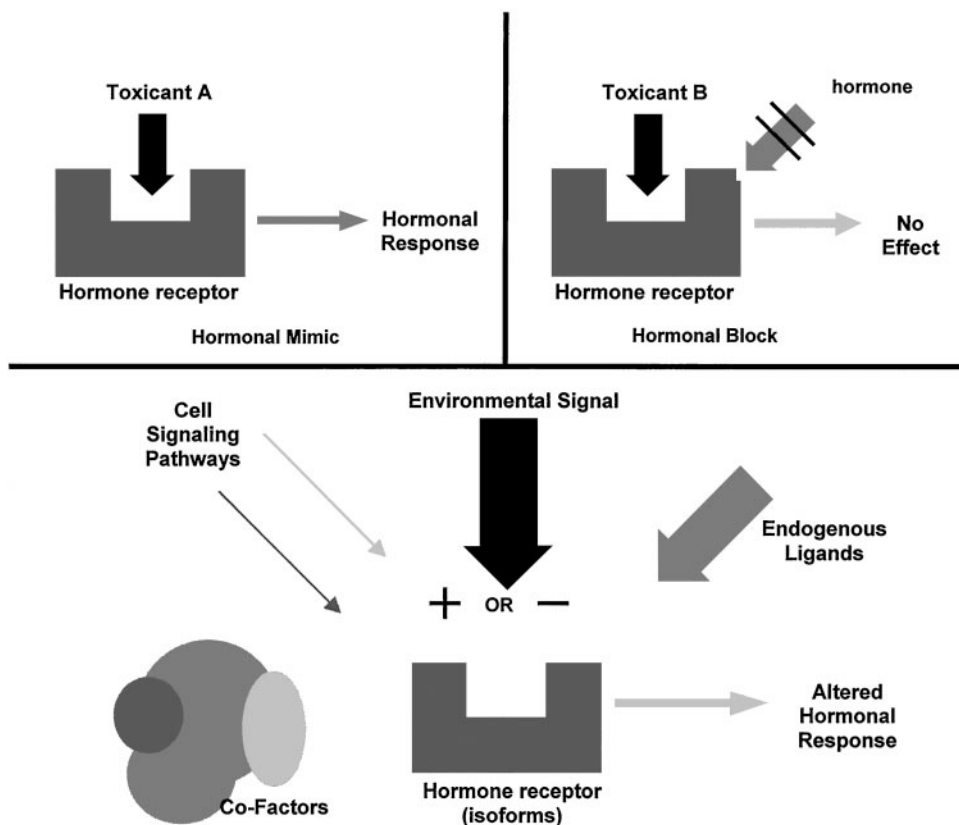 Toxicant A
Hormonal
Response
Hormone receptor
Hormonal Mimic
Toxicant B
hormone
No
Effect
Hormone receptor
Hormonal Block
Cell
Signaling
Pathways
Environmental Signal
Endogenous
Ligands
+ OR −
Altered
Hormonal
Response
Co-Factors
Hormone receptor
(isoforms)